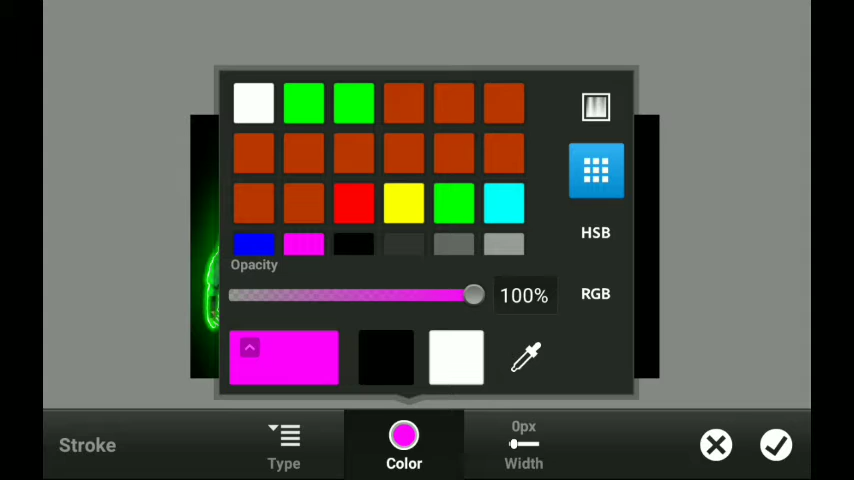 HSB
Opacity
100%
RGB
Stroke
Type
Color
0px
Width